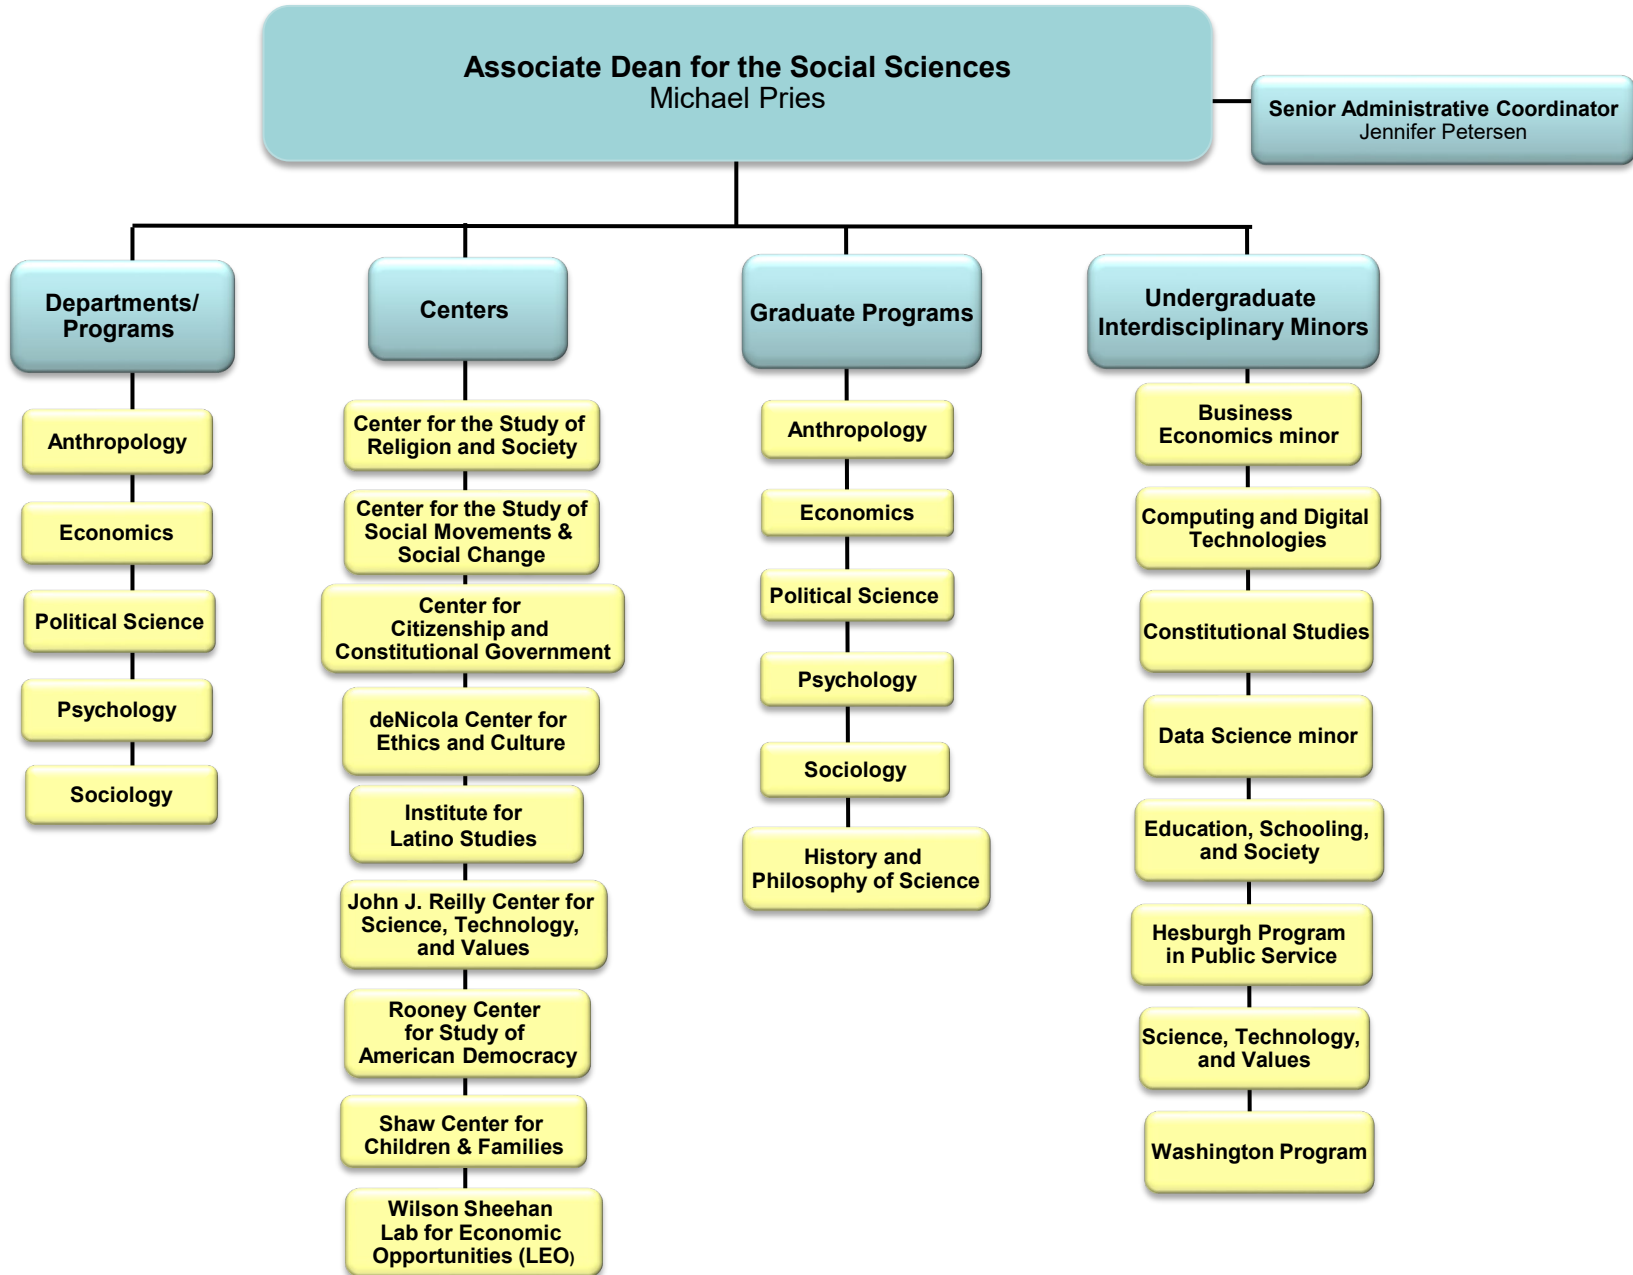 Associate Dean for the Social Sciences
Michael Pries
Senior Administrative Coordinator
Jennifer Petersen
Departments/
Programs
Anthropology
Economics
Political Science
Psychology
Sociology
Centers
Center for the Study of
Religion and Society
Center for the Study of
Social Movements &
Social Change
Center for
Citizenship and
Constitutional Government
deNicola Center for
Ethics and Culture
Institute for
Latino Studies
John J. Reilly Center for
Science, Technology,
and Values
Rooney Center
for Study of
American Democracy
Shaw Center for
Children & Families
Wilson Sheehan
Lab for Economic
Opportunities (LEO)
Graduate Programs
Anthropology
Economics
Political Science
Psychology
Sociology
History and
Philosophy of Science
Undergraduate
Interdisciplinary Minors
Business
Economics minor
Computing and Digital
Technologies
Constitutional Studies
Data Science minor
Education, Schooling,
and Society
Hesburgh Program
in Public Service
Science, Technology,
and Values
Washington Program